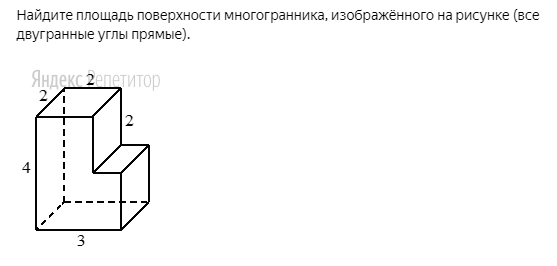 Найдите площадь поверхности многогранника, изображённого на рисунке (все
двугранные углы прямые).
Яндекс Репетитор
2
2
2
4
3